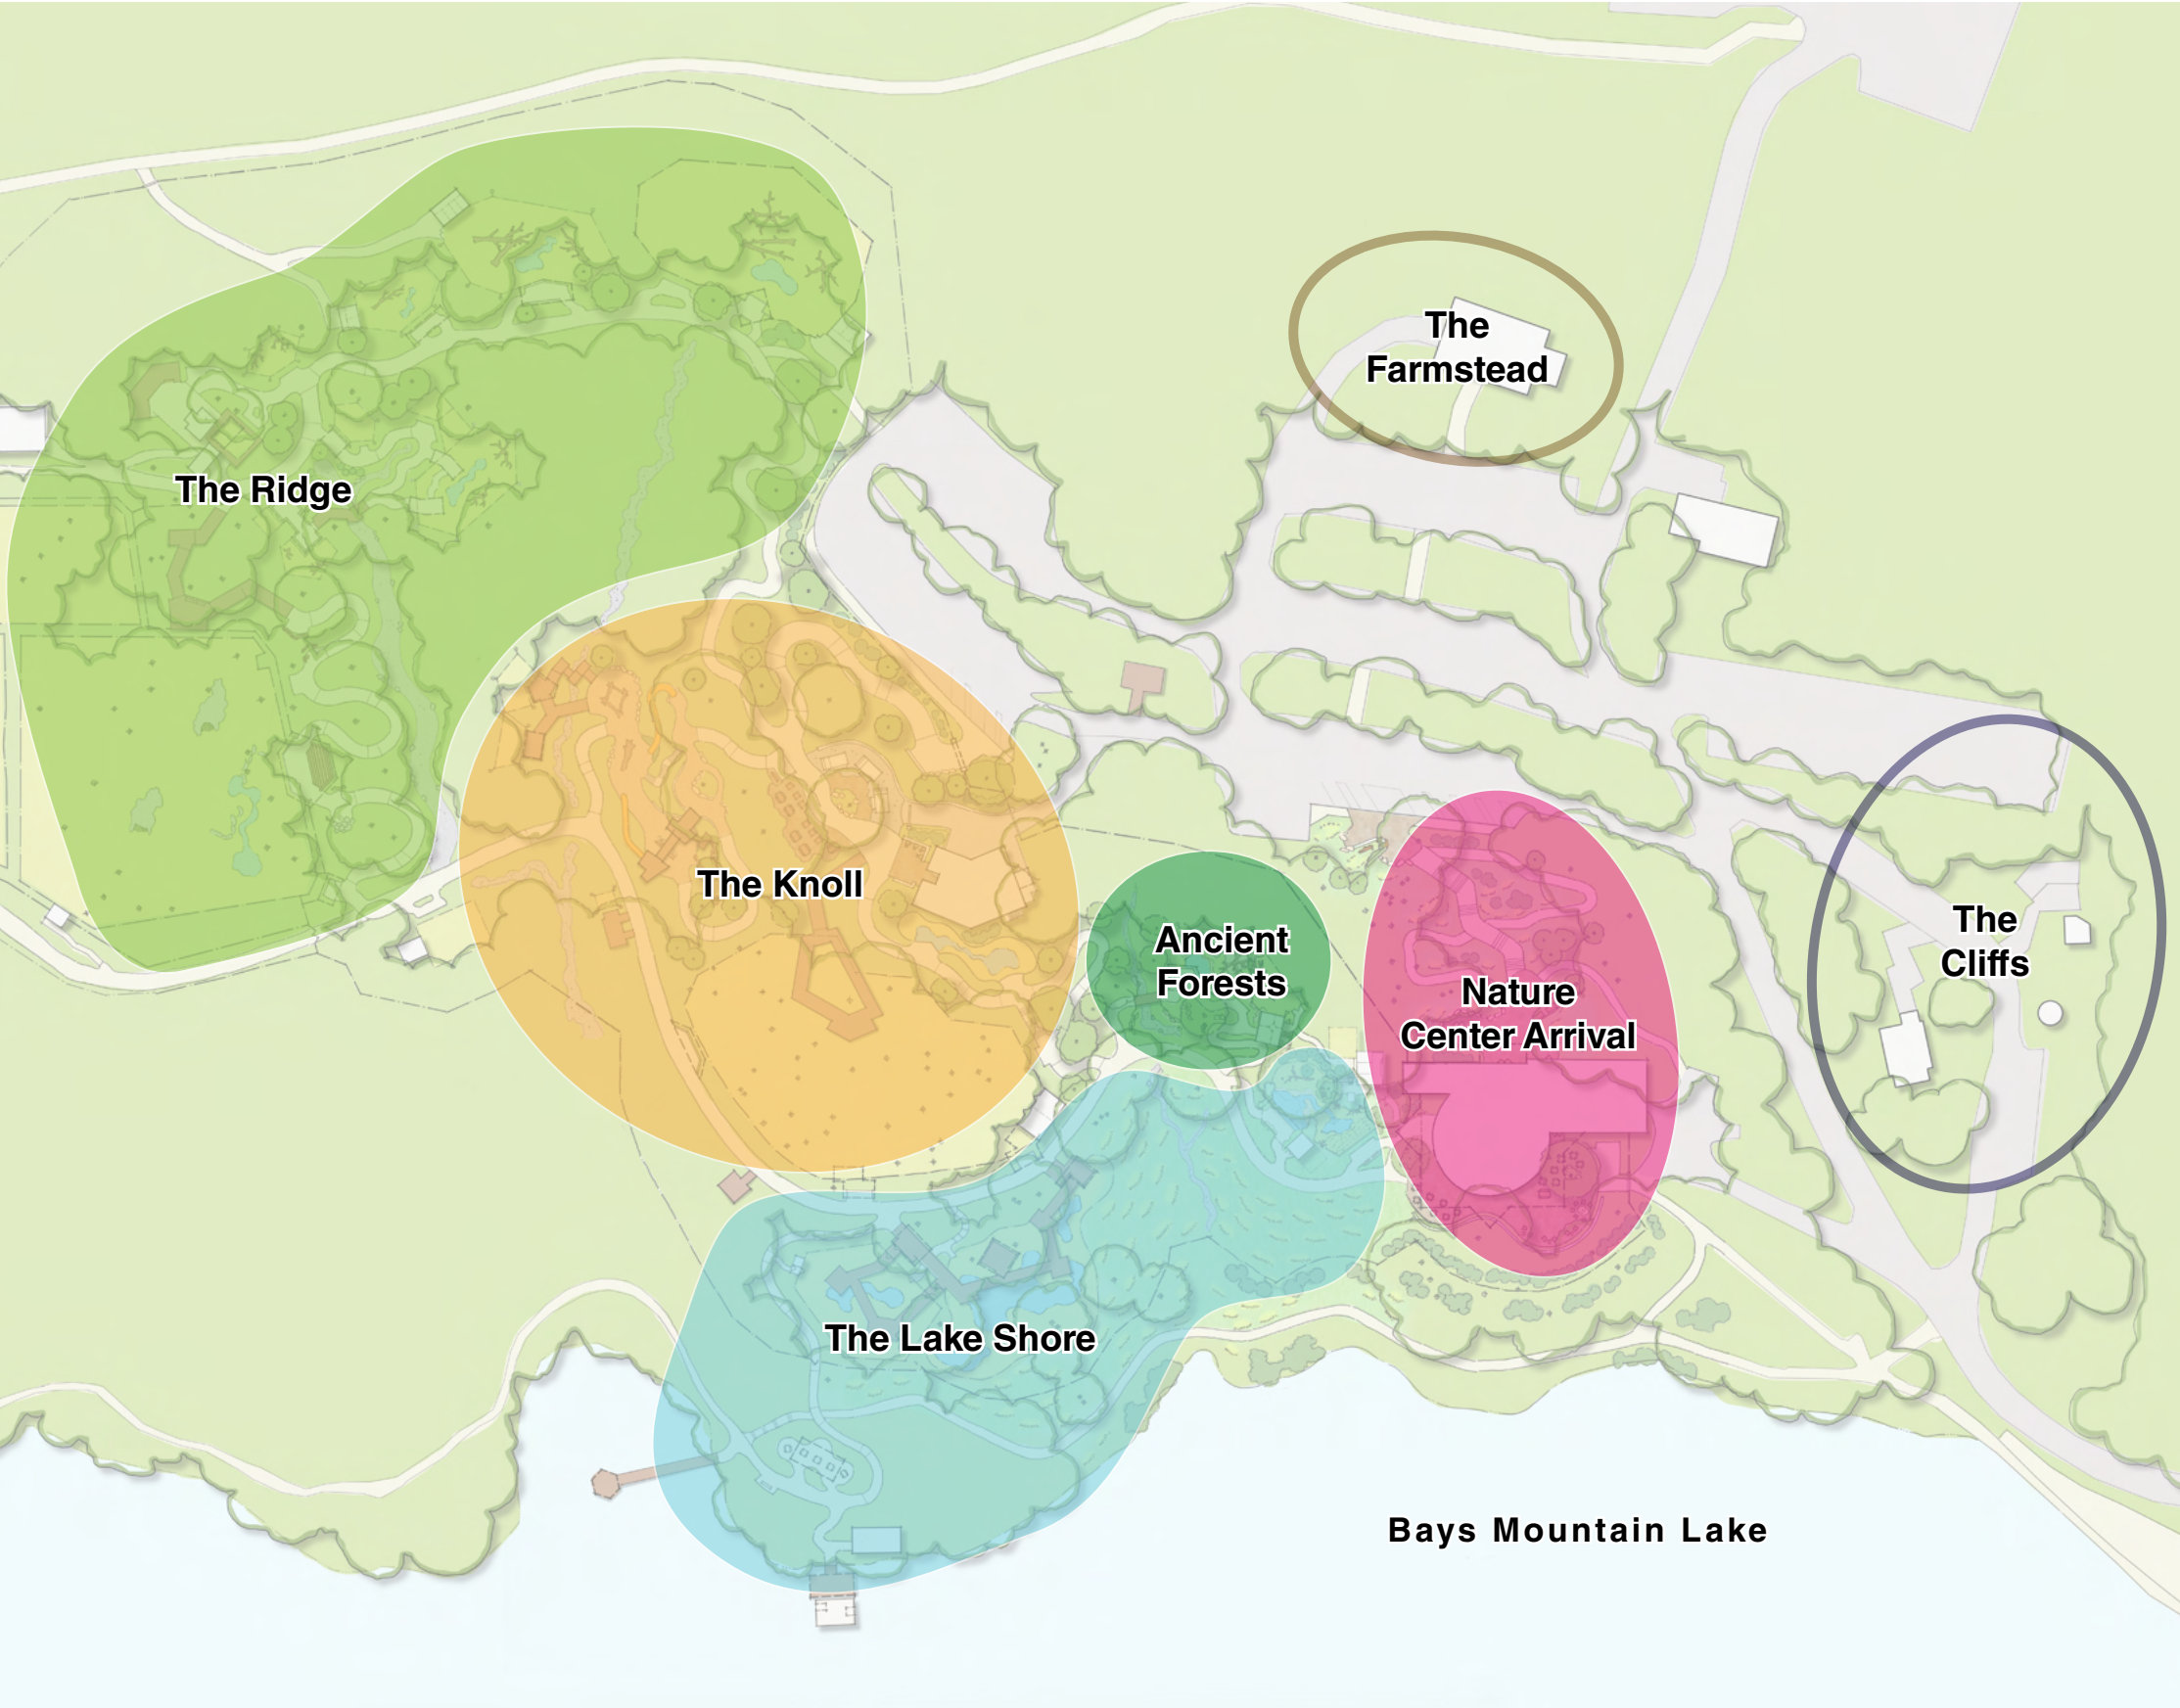 The
Farmstead
The Ridge
The Knoll
Ancient
Forests
Nature
Center Arrival
The
Cliffs
The Lake Shore
Bays Mountain Lake